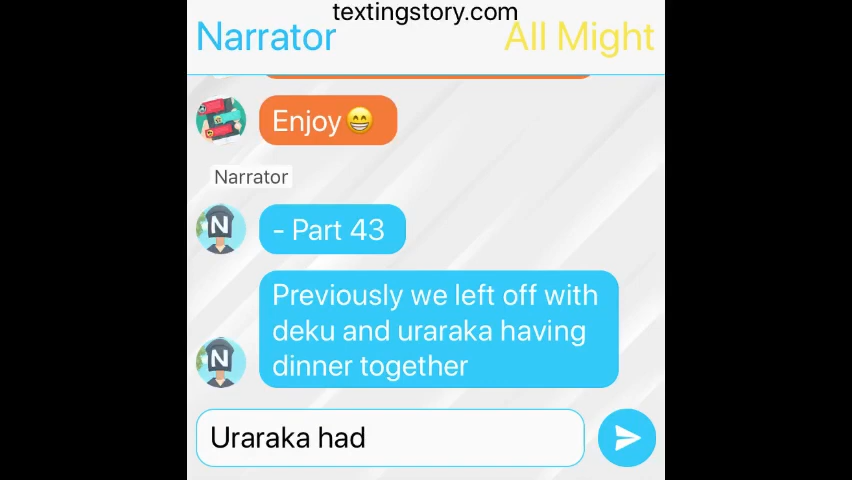 textingstory.com
Narrator
All Might
Enjoy😁
Narrator
N
- Part 43
Previously we left off with
deku and uraraka having
dinner together
N
Uraraka had